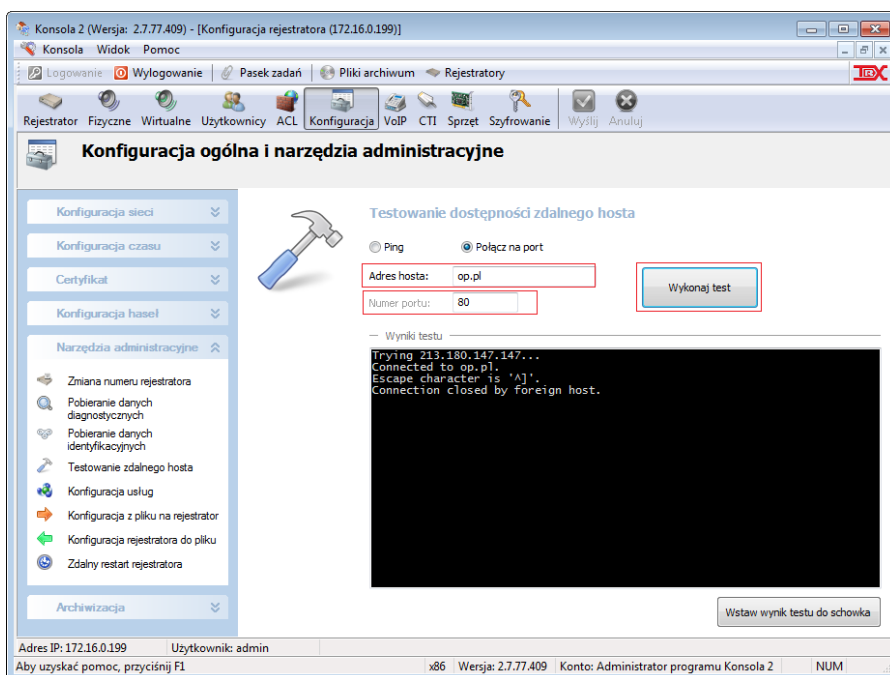 Konsola 2 (Wersja: 2.7.77.409) - [Konfiguracja rejestratora (172.16.0.199)]
Konsola Widok Pomoc
Logowanie Wylogowanie Pasek zadań Pliki archiwum Rejestratory
TRX
Rejestrator Fizyczne Wirtualne Użytkownicy ACL Konfiguracja VoIP CTI Sprzęt Szyfrowanie Wyślij Anuluj
Konfiguracja ogólna i narzędzia administracyjne
Konfiguracja sieci
Konfiguracja czasu
Certyfikat
Konfiguracja haseł
Narzędzia administracyjne
Zmiana numeru rejestratora
Pobieranie danych
diagnostycznych
Pobieranie danych
identyfikacyjnych
Testowanie zdalnego hosta
Konfiguracja usług
Konfiguracja z pliku na rejestrator
Konfiguracja rejestratora do pliku
Zdalny restart rejestratora
Archiwizacja
Testowanie dostępności zdalnego hosta
Ping Połącz na port
Adres hosta: op.pl
Numer portu: 80
Wykonaj test
Wyniki testu
Trying 213.180.147.147...
Connected to op.pl.
Escape character is '^]'.
Connection closed by foreign host.
Wstaw wynik testu do schowka
Adres IP: 172.16.0.199 Użytkownik: admin
Aby uzyskać pomoc, przyciśnij F1 x86 Wersja: 2.7.77.409 Konto: Administrator programu Konsola 2 NUM